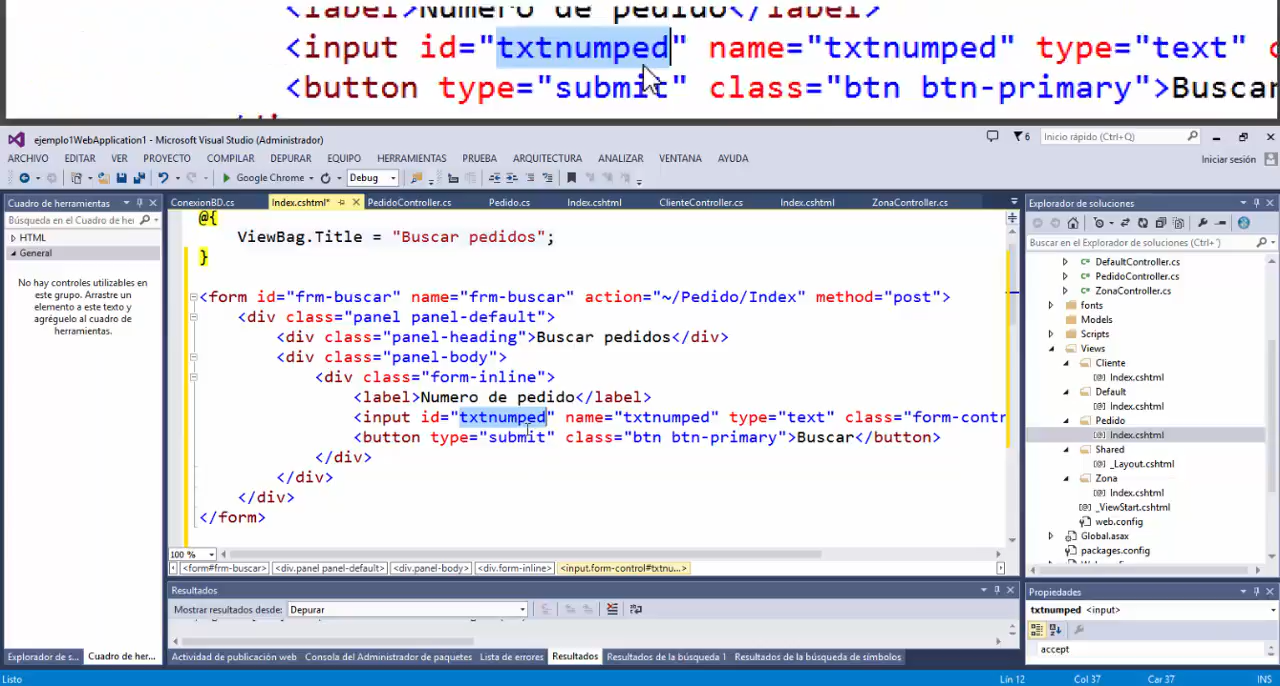 <label>Numero de pedido</label>
<input id="txtnumped" name="txtnumped" type="text" c
<button type="submit" class="btn btn-primary">Buscar
ejemplo1WebApplication1 - Microsoft Visual Studio (Administrador)
6
Inicio rápido (Ctrl+Q)
ARCHIVO EDITAR VER PROYECTO COMPILAR DEPURAR EQUIPO HERRAMIENTAS PRUEBA ARQUITECTURA ANALIZAR VENTANA AYUDA
Iniciar sesión
Google Chrome Debug
Cuadro de herramientas
Búsqueda en el Cuadro de her
HTML
General
No hay controles utilizables en
este grupo. Arrastre un
elemento a este texto y
agréguelo al cuadro de
herramientas.
Explorador de s... Cuadro de her...
ConexionBD.cs Index.cshtml* PedidoController.cs Pedido.cs Index.cshtml ClienteController.cs Index.cshtml ZonaController.cs
@{
ViewBag.Title = "Buscar pedidos";
}
<form id="frm-buscar" name="frm-buscar" action="~/Pedido/Index" method="post">
<div class="panel panel-default">
<div class="panel-heading">Buscar pedidos</div>
<div class="panel-body">
<div class="form-inline">
<label>Numero de pedido</label>
<input id="txtnumped" name="txtnumped" type="text" class="form-contr
<button type="submit" class="btn btn-primary">Buscar</button>
</div>
</div>
</div>
</form>
100 %
<form#frm-buscar> <div.panel panel-default> <div.panel-body> <div.form-inline> <input.form-control#txtnu...>
Resultados
Mostrar resultados desde: Depurar
Actividad de publicación web Consola del Administrador de paquetes Lista de errores Resultados Resultados de la búsqueda 1 Resultados de la búsqueda de símbolos
Explorador de soluciones
Buscar en el Explorador de soluciones (Ctrl+')
DefaultController.cs
PedidoController.cs
ZonaController.cs
fonts
Models
Scripts
Views
Cliente
Index.cshtml
Default
Index.cshtml
Pedido
Index.cshtml
Shared
_Layout.cshtml
Zona
Index.cshtml
_ViewStart.cshtml
web.config
Global.asax
packages.config
Propiedades
txtnumped <input>
accept
Listo
Lín 12 Col 37 Car 37 INS